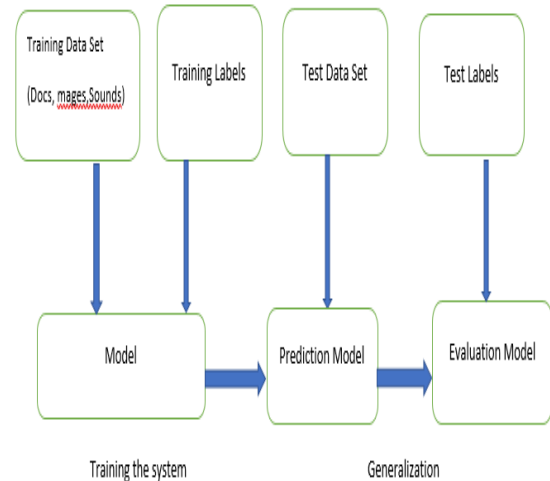 Training Data Set
(Docs, mages,Sounds)
Training Labels
Test Data Set
Test Labels
Model
Prediction Model
Evaluation Model
Training the system
Generalization